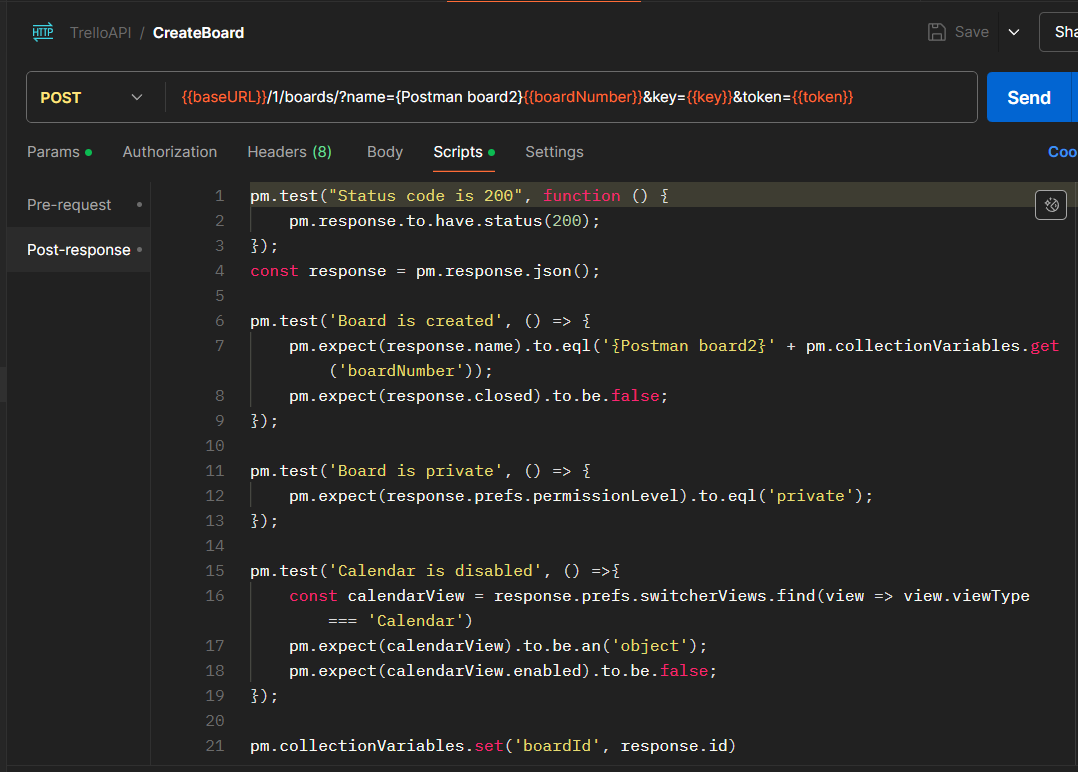 HTTP TrelloAPI / CreateBoard Save Sha
POST {{baseURL}}/1/boards/?name={Postman board2}{{boardNumber}}&key={{key}}&token={{token}} Send
Params Authorization Headers (8) Body Scripts Settings Coo
Pre-request
Post-response
1 pm.test("Status code is 200", function () {
2 pm.response.to.have.status(200);
3 });
4 const response = pm.response.json();
5
6 pm.test('Board is created', () => {
7 pm.expect(response.name).to.eql('{Postman board2}' + pm.collectionVariables.get
('boardNumber'));
8 pm.expect(response.closed).to.be.false;
9 });
10
11 pm.test('Board is private', () => {
12 pm.expect(response.prefs.permissionLevel).to.eql('private');
13 });
14
15 pm.test('Calendar is disabled', () =>{
16 const calendarView = response.prefs.switcherViews.find(view => view.viewType
=== 'Calendar')
17 pm.expect(calendarView).to.be.an('object');
18 pm.expect(calendarView.enabled).to.be.false;
19 });
20
21 pm.collectionVariables.set('boardId', response.id)